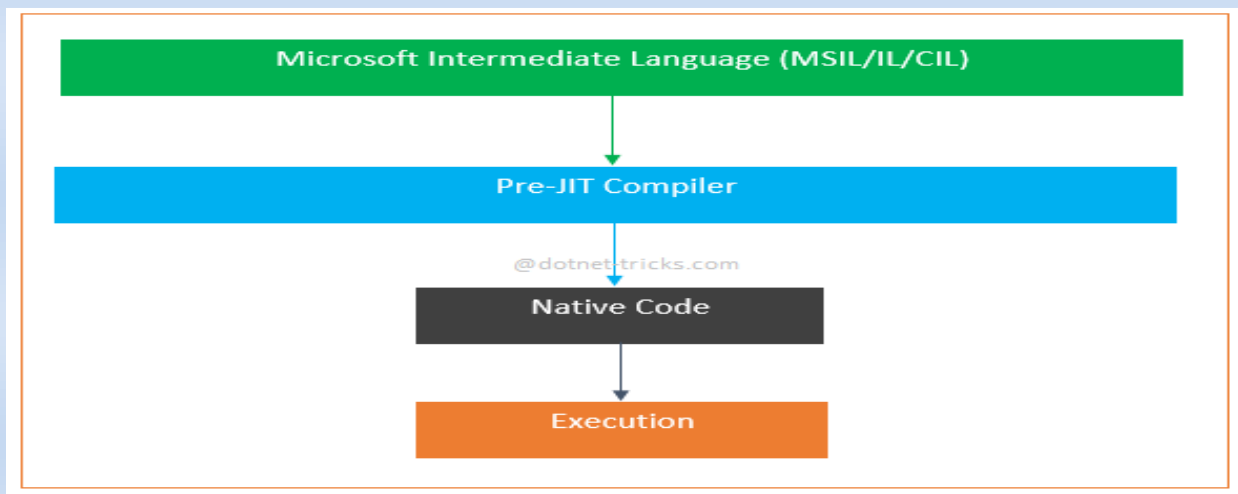 Microsoft Intermediate Language (MSIL/IL/CIL)
Pre-JIT Compiler
@dotnet-tricks.com
Native Code
Execution